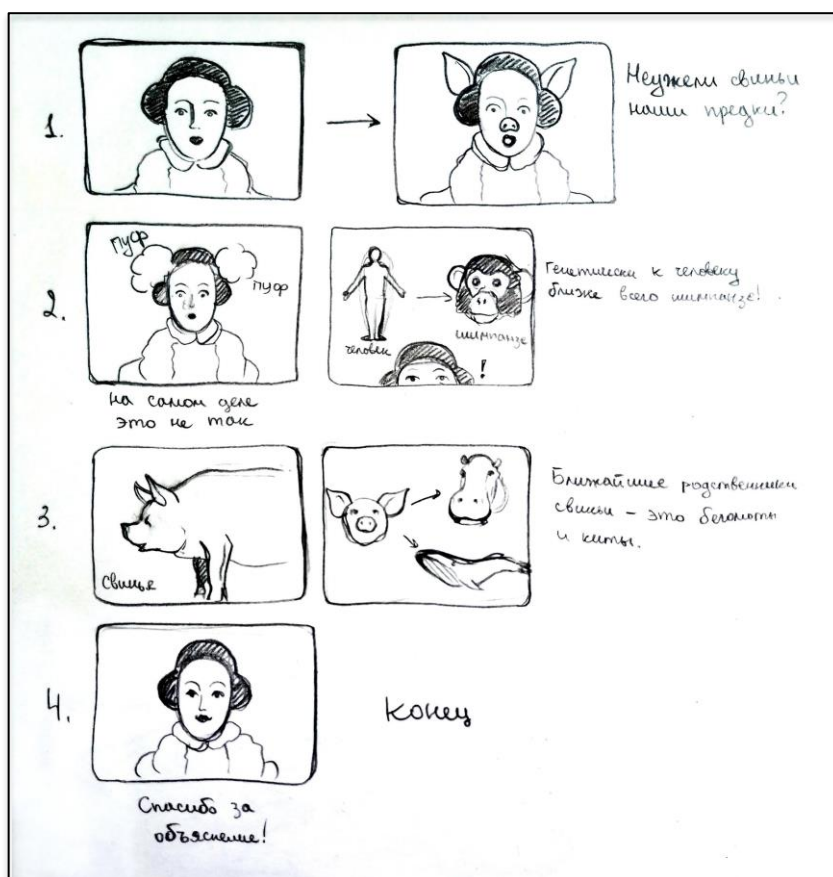 1.
Неужели свиньи
наши предки?
2.
Пуф
пуф
на самом деле
это не так
человек
шимпанзе
!
Генетически к человеку
ближе всего шимпанзе!
3.
свинья
Ближайшие родственники
свиньи – это бегемоты
и киты.
4.
Спасибо за
объяснение!
Конец